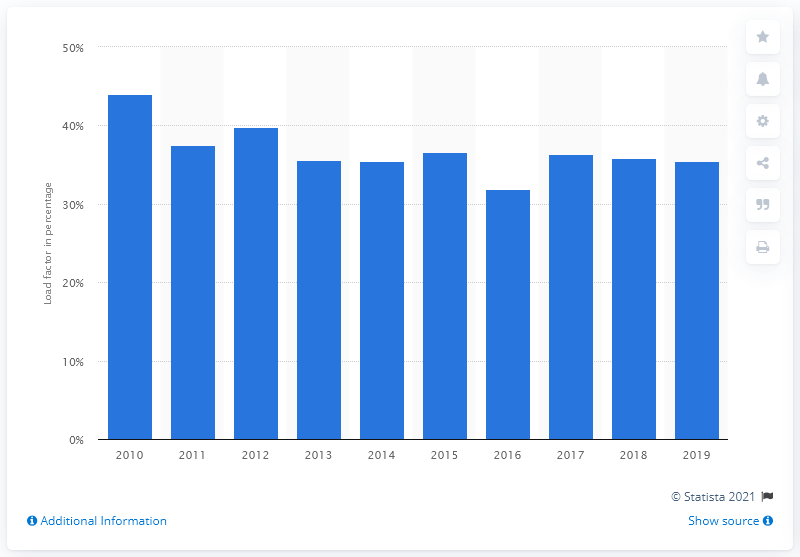 50%
40%
30%
20%
10%
0%
Load factor in percentage
2010 2011 2012 2013 2014 2015 2016 2017 2018 2019
© Statista 2021
Additional Information
Show source